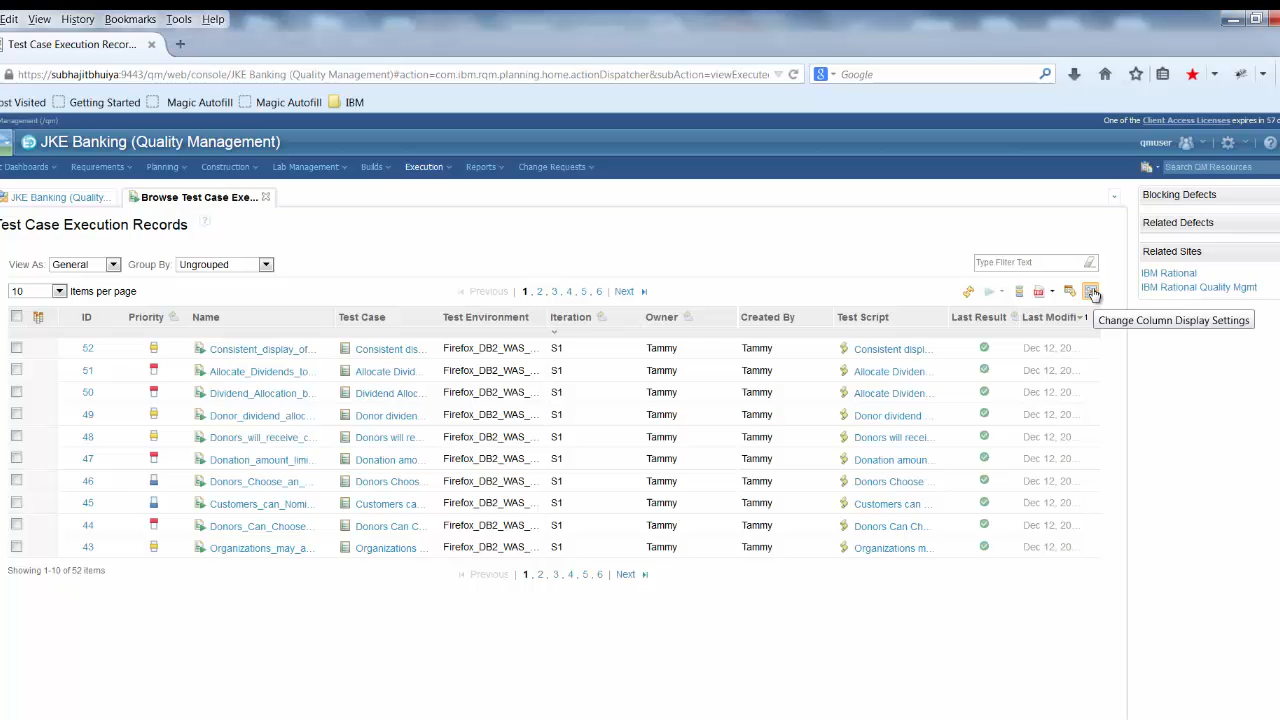 Edit View History Bookmarks Tools Help
Test Case Execution Recor...
https://subhajitbhuiya:9443/qm/web/console/JKE Banking (Quality Management)#action=com.ibm.rqm.planning.home.actionDispatcher&subAction=viewExecute
Google
ost Visited Getting Started Magic Autofill Magic Autofill IBM
Management (/qm)
One of the Client Access Licenses expires in 57 d
JKE Banking (Quality Management)
qmuser
Dashboards Requirements Planning Construction Lab Management Builds Execution Reports Change Requests
Search QM Resources
JKE Banking (Quality...
Browse Test Case Exe...
Test Case Execution Records
View As: General Group By: Ungrouped
Type Filter Text
10 Items per page
Previous | 1 , 2 , 3 , 4 , 5 , 6 | Next
ID Priority Name Test Case Test Environment Iteration Owner Created By Test Script Last Result Last Modifi 1
Change Column Display Settings
52 Consistent_display_of... Consistent dis... Firefox_DB2_WAS_... S1 Tammy Tammy Consistent displ... Dec 12, 20...
51 Allocate_Dividends_to... Allocate Divid... Firefox_DB2_WAS_... S1 Tammy Tammy Allocate Dividen... Dec 12, 20...
50 Dividend_Allocation_b... Dividend Alloc... Firefox_DB2_WAS_... S1 Tammy Tammy Allocate Dividen... Dec 12, 20...
49 Donor_dividend_alloc... Donor dividen... Firefox_DB2_WAS_... S1 Tammy Tammy Donor dividend ... Dec 12, 20...
48 Donors_will_receive_c... Donors will re... Firefox_DB2_WAS_... S1 Tammy Tammy Donors will recei... Dec 12, 20...
47 Donation_amount_limi... Donation amo... Firefox_DB2_WAS_... S1 Tammy Tammy Donation amoun... Dec 12, 20...
46 Donors_Choose_an_... Donors Choos... Firefox_DB2_WAS_... S1 Tammy Tammy Donors Choose ... Dec 12, 20...
45 Customers_can_Nomi... Customers ca... Firefox_DB2_WAS_... S1 Tammy Tammy Customers can ... Dec 12, 20...
44 Donors_Can_Choose... Donors Can C... Firefox_DB2_WAS_... S1 Tammy Tammy Donors Can Ch... Dec 12, 20...
43 Organizations_may_a... Organizations ... Firefox_DB2_WAS_... S1 Tammy Tammy Organizations m... Dec 12, 20...
Showing 1-10 of 52 items
Previous | 1 , 2 , 3 , 4 , 5 , 6 | Next
Blocking Defects
Related Defects
Related Sites
IBM Rational
IBM Rational Quality Mgmt